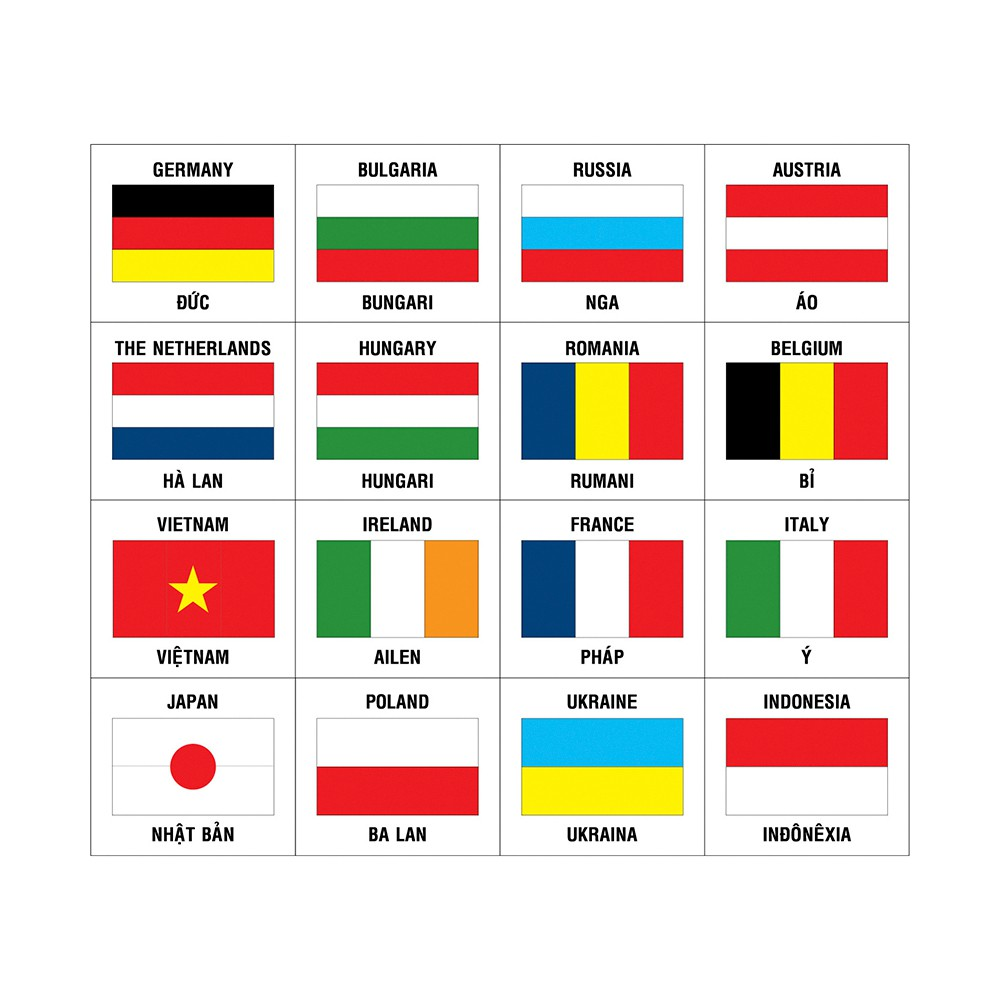 GERMANY
BULGARIA
RUSSIA
AUSTRIA
ĐỨC
BUNGARI
NGA
ÁO
THE NETHERLANDS
HUNGARY
ROMANIA
BELGIUM
HÀ LAN
HUNGARI
RUMANI
BỈ
VIETNAM
IRELAND
FRANCE
ITALY
VIỆTNAM
AILEN
PHÁP
Ý
JAPAN
POLAND
UKRAINE
INDONESIA
NHẬT BẢN
BA LAN
UKRAINA
INĐÔNÊXIA